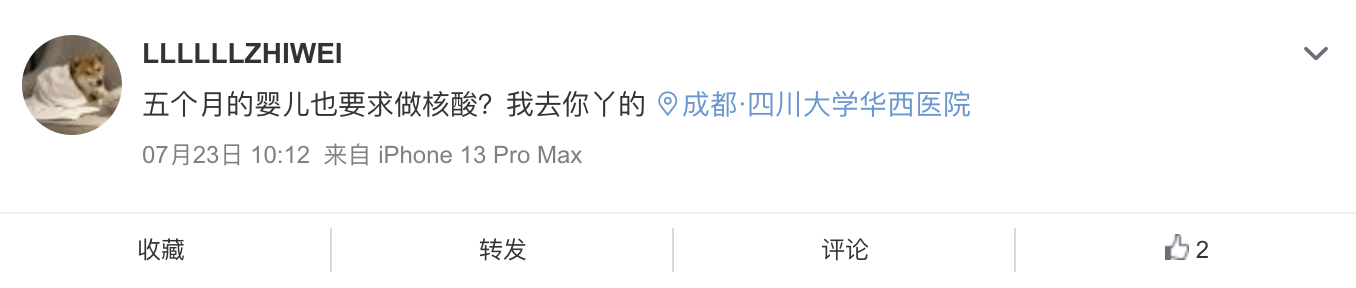 LLLLLLZHIWEI
五个月的婴儿也要求做核酸？我去你丫的 成都·四川大学华西医院
07月23日 10:12 来自 iPhone 13 Pro Max
收藏 转发 评论 2